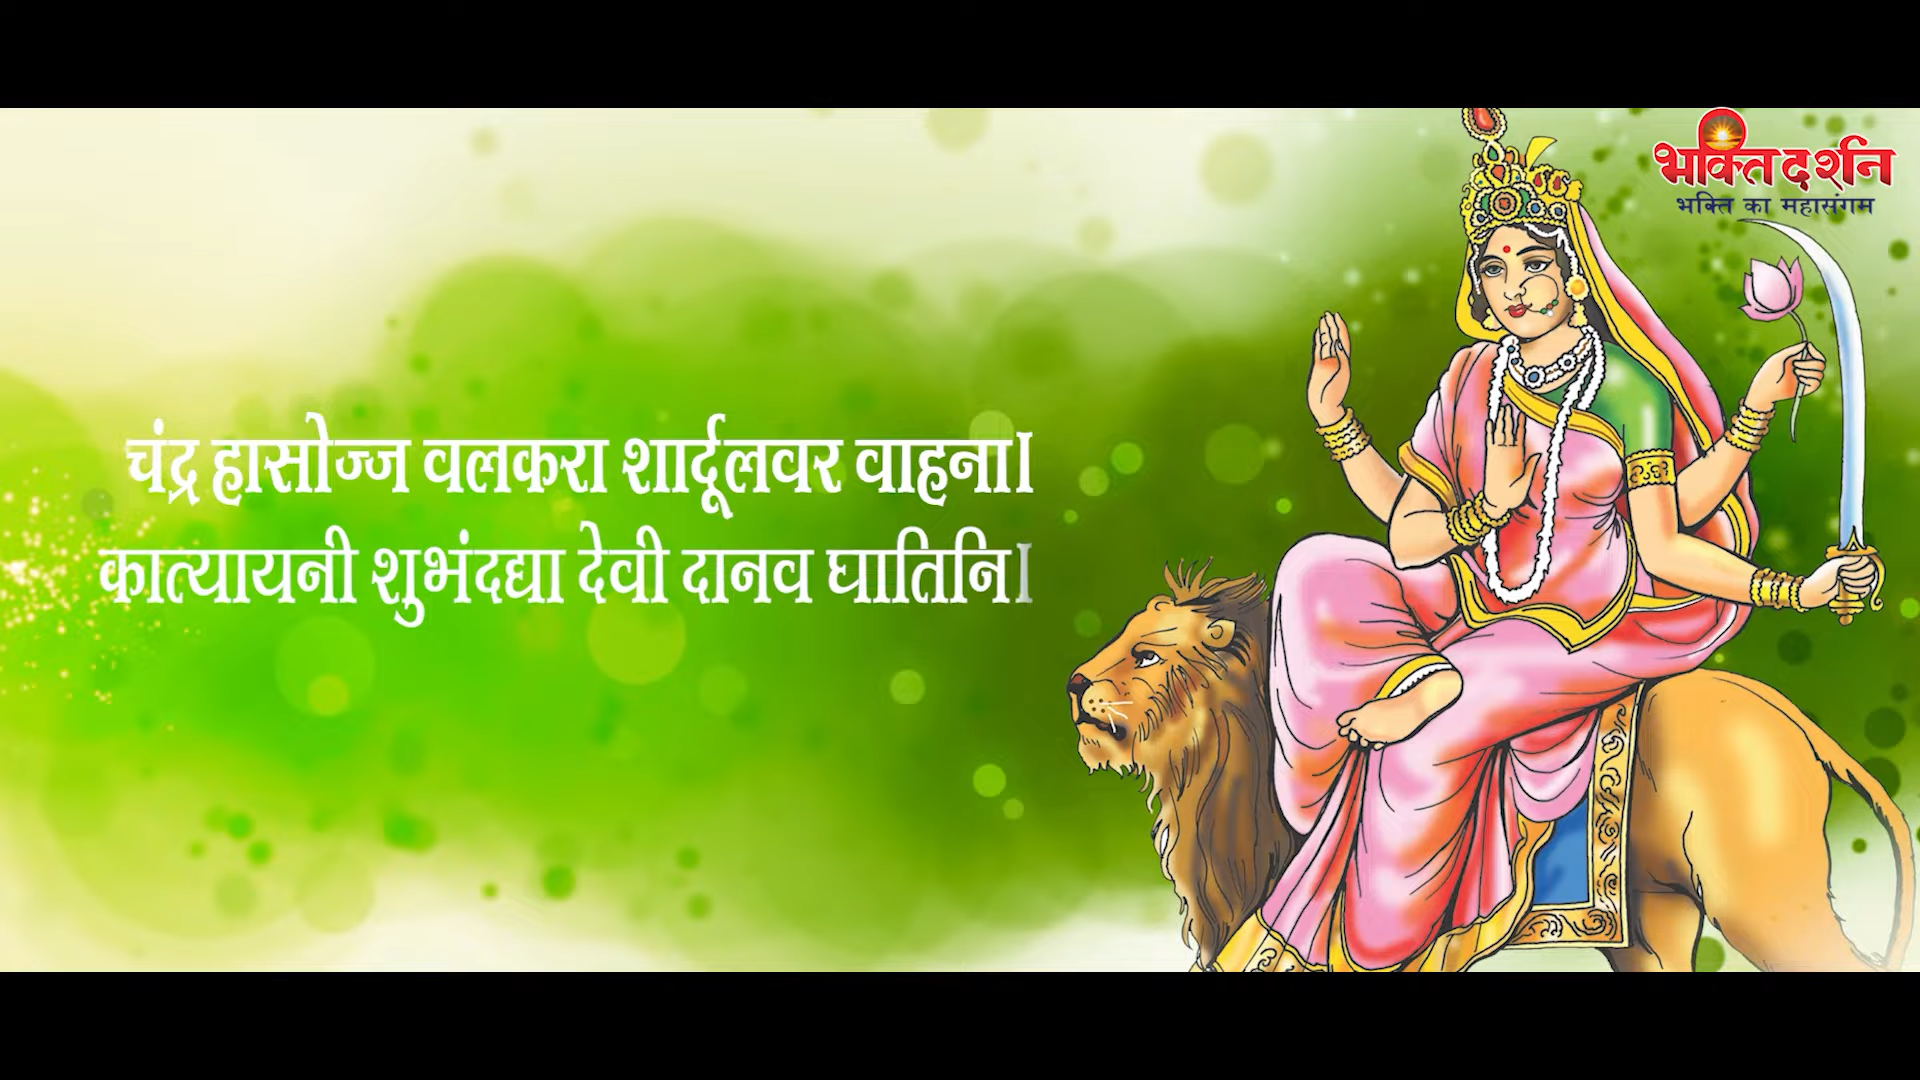 भक्ति दर्शन
भक्ति का महासंगम
चंद्र हासोज्ज वलकरा शार्दूलवर वाहना।
कात्यायनी शुभंदद्या देवी दानव घातिनि।